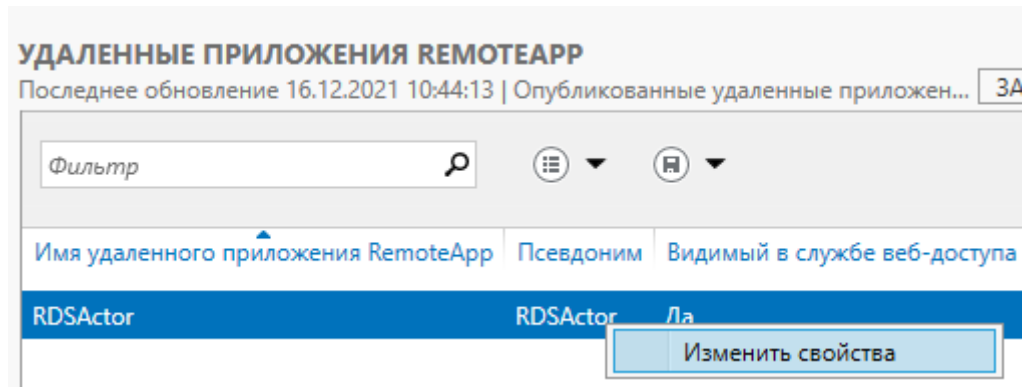 УДАЛЕННЫЕ ПРИЛОЖЕНИЯ REMOTEAPP
Последнее обновление 16.12.2021 10:44:13 | Опубликованные удаленные приложен... ЗА
Фильтр
Имя удаленного приложения RemoteApp Псевдоним Видимый в службе веб-доступа
RDSActor RDSActor Да
Изменить свойства